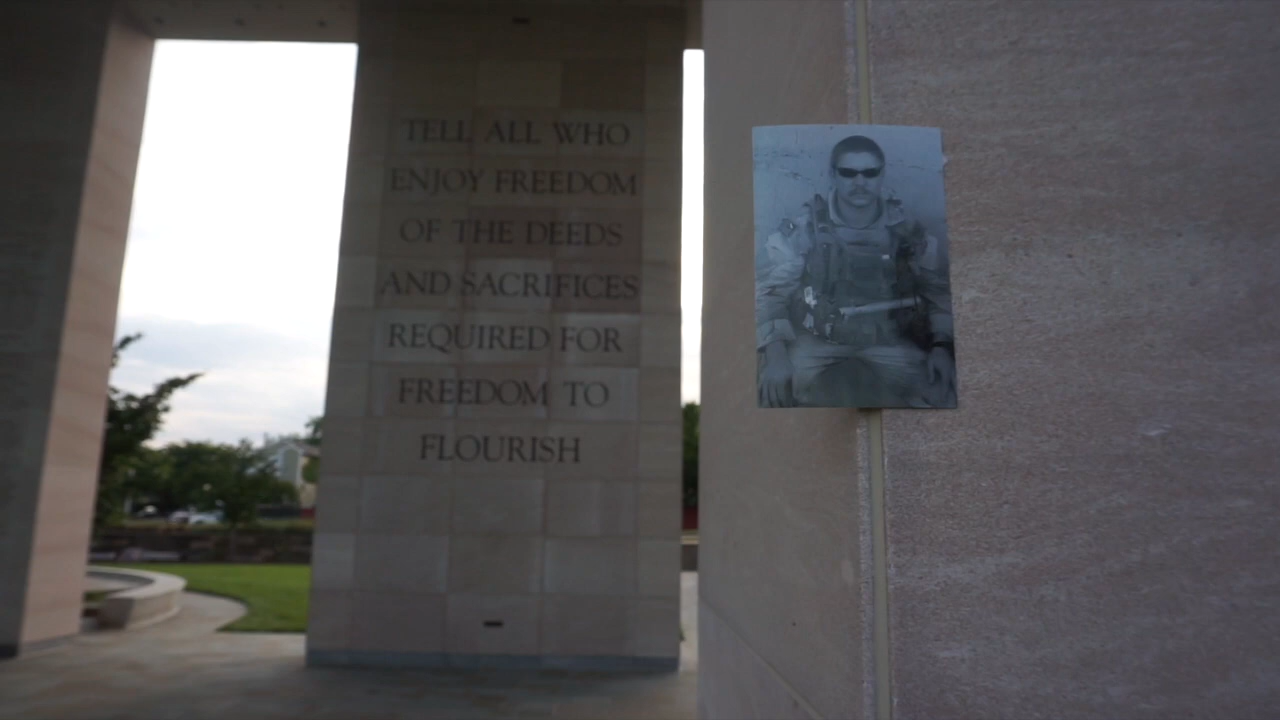 TELL ALL WHO
ENJOY FREEDOM
OF THE DEEDS
AND SACRIFICES
REQUIRED FOR
FREEDOM TO
FLOURISH